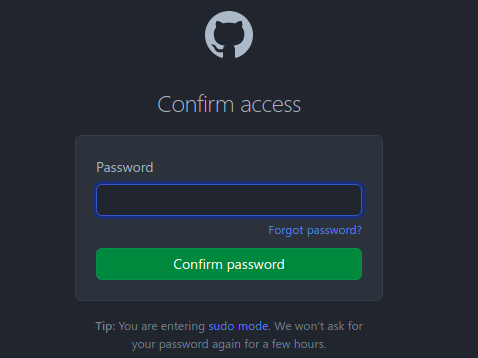 Confirm access
Password
Forgot password?
Confirm password
Tip: You are entering sudo mode. We won't ask for
your password again for a few hours.